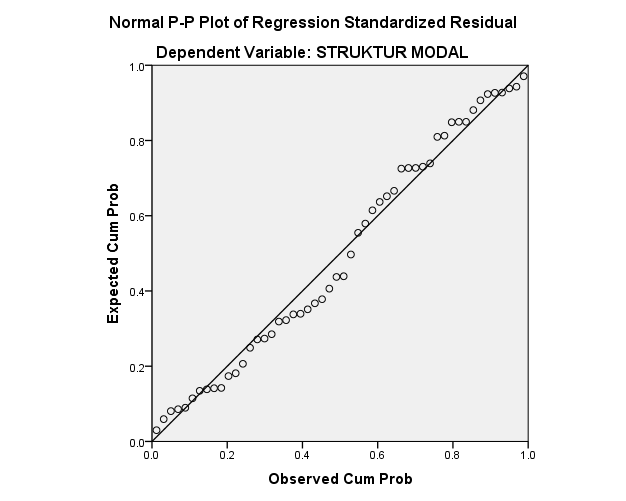 Normal P-P Plot of Regression Standardized Residual
Dependent Variable: STRUKTUR MODAL
1.0
0.8
0.6
0.4
0.2
0.0
Expected Cum Prob
0.0 0.2 0.4 0.6 0.8 1.0
Observed Cum Prob